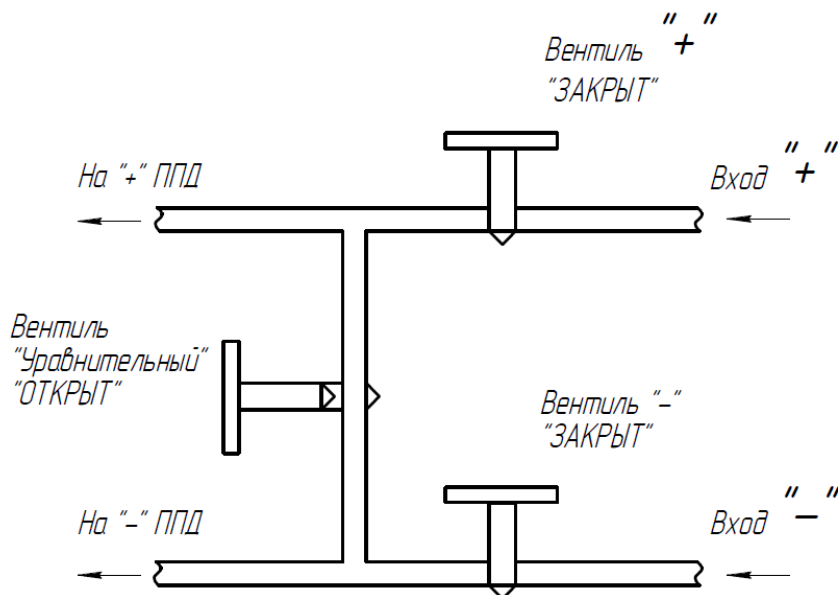 Вентиль "+"
"ЗАКРЫТ"
На "+" ППД
Вход "+"
Вентиль
"Уравнительный"
"ОТКРЫТ"
Вентиль "-"
"ЗАКРЫТ"
На "-" ППД
Вход "-"